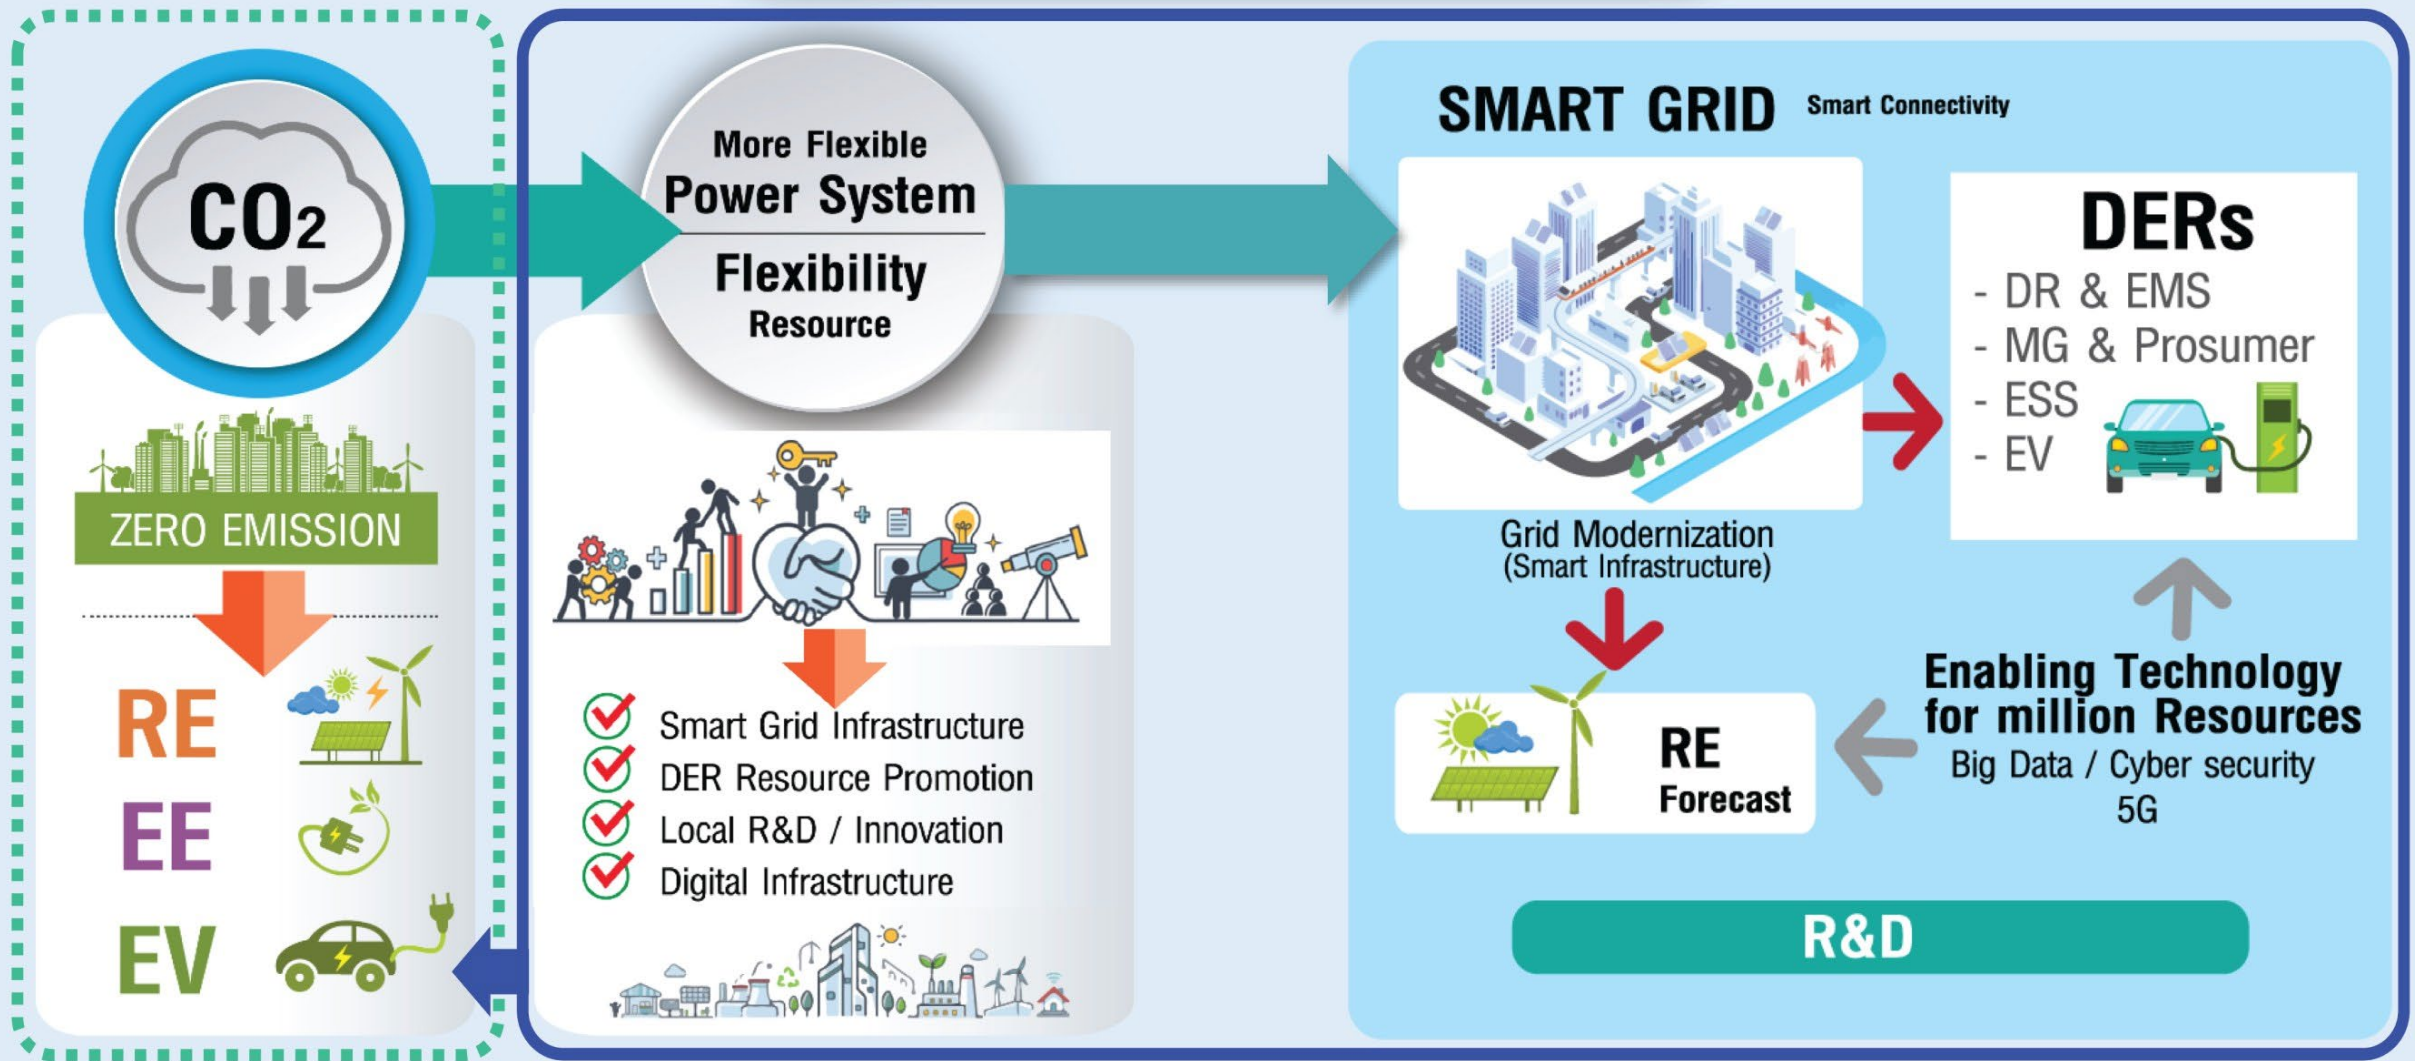 CO2
ZERO EMISSION
RE
EE
EV
More Flexible
Power System
Flexibility
Resource
Smart Grid Infrastructure
DER Resource Promotion
Local R&D / Innovation
Digital Infrastructure
SMART GRID Smart Connectivity
Grid Modernization
(Smart Infrastructure)
DERs
- DR & EMS
- MG & Prosumer
- ESS
- EV
RE
Forecast
Enabling Technology
for million Resources
Big Data / Cyber security
5G
R&D